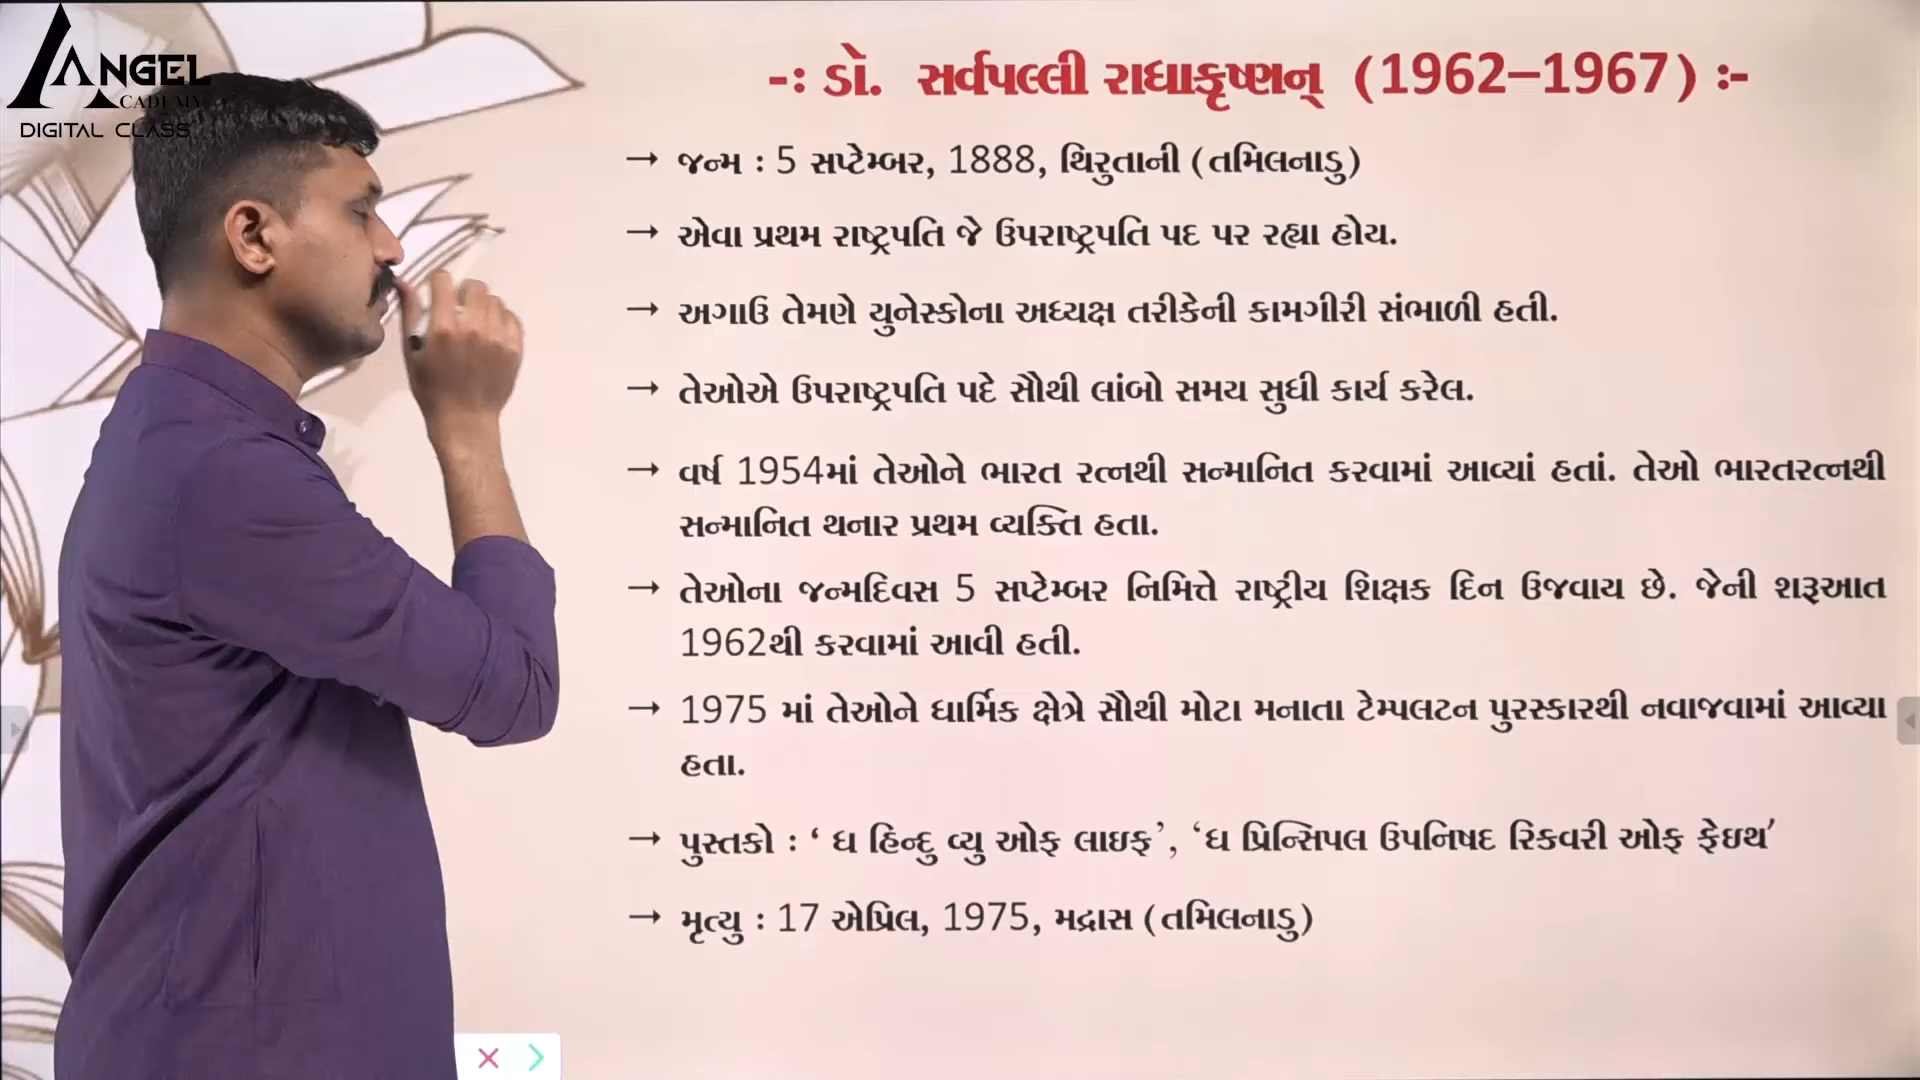 ANGEL
ACADEMY
DIGITAL CLASS
-: ડૉ. સર્વપલ્લી રાધાકૃષ્ણન્ (1962–1967) :-
→ જન્મ : 5 સપ્ટેમ્બર, 1888, થિરુતાની (તમિલનાડુ)
→ એવા પ્રથમ રાષ્ટ્રપતિ જે ઉપરાષ્ટ્રપતિ પદ પર રહ્યા હોય.
→ અગાઉ તેમણે યુનેસ્કોના અધ્યક્ષ તરીકેની કામગીરી સંભાળી હતી.
→ તેઓએ ઉપરાષ્ટ્રપતિ પદે સૌથી લાંબો સમય સુધી કાર્ય કરેલ.
→ વર્ષ 1954માં તેઓને ભારત રત્નથી સન્માનિત કરવામાં આવ્યાં હતાં. તેઓ ભારતરત્નથી
સન્માનિત થનાર પ્રથમ વ્યક્તિ હતા.
→ તેઓના જન્મદિવસ 5 સપ્ટેમ્બર નિમિત્તે રાષ્ટ્રીય શિક્ષક દિન ઉજવાય છે. જેની શરૂઆત
1962થી કરવામાં આવી હતી.
→ 1975 માં તેઓને ધાર્મિક ક્ષેત્રે સૌથી મોટા મનાતા ટેમ્પલટન પુરસ્કારથી નવાજવામાં આવ્યા
હતા.
→ પુસ્તકો : ‘ ધ હિન્દુ વ્યુ ઓફ લાઇફ’, ‘ધ પ્રિન્સિપલ ઉપનિષદ રિકવરી ઓફ ફેઇથ’
→ મૃત્યુ : 17 એપ્રિલ, 1975, મદ્રાસ (તમિલનાડુ)